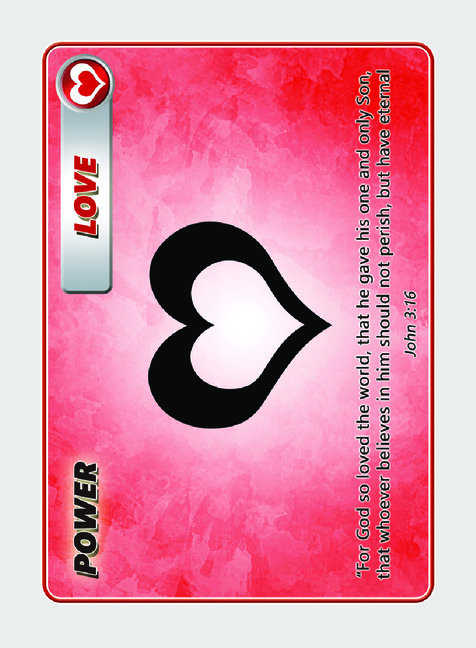 POWER
LOVE
“For God so loved the world, that he gave his one and only Son,
that whoever believes in him should not perish, but have eternal
John 3:16